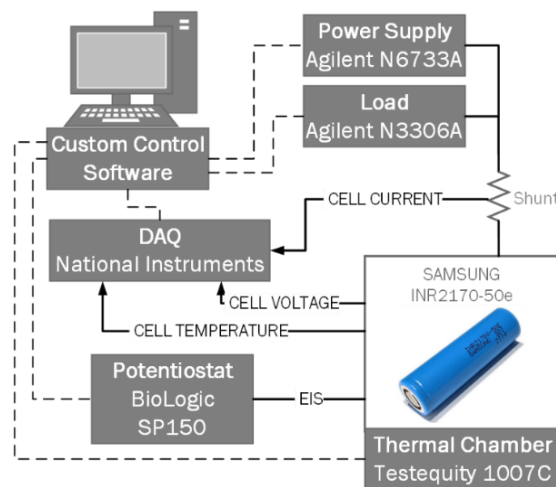 Power Supply
Agilent N6733A
Load
Agilent N3306A
Custom Control
Software
CELL CURRENT
Shunt
DAQ
National Instruments
SAMSUNG
INR2170-50e
CELL VOLTAGE
CELL TEMPERATURE
Potentiostat
BioLogic
SP150
EIS
Thermal Chamber
Testequity 1007C